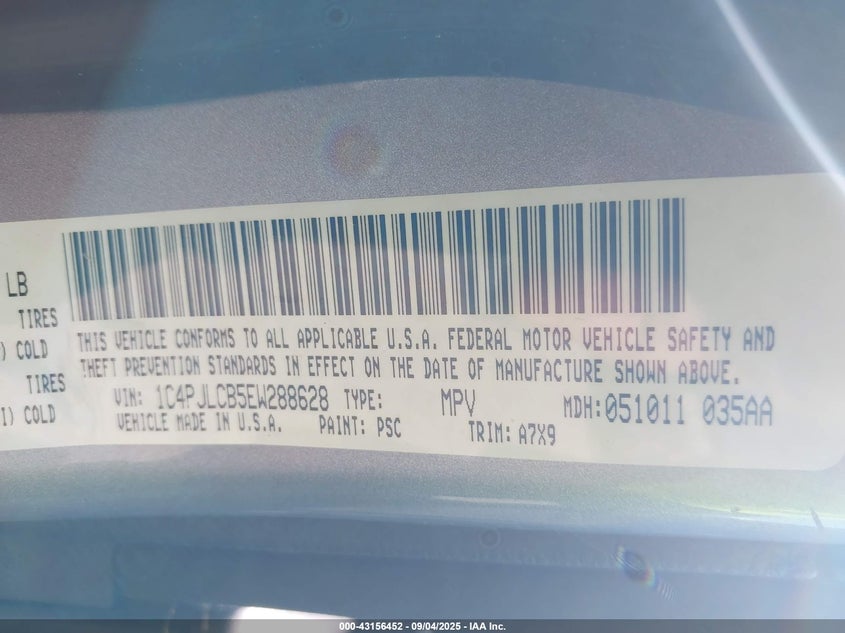 LB
TIRES
) COLD
TIRES
I) COLD
THIS VEHICLE CONFORMS TO ALL APPLICABLE U.S.A. FEDERAL MOTOR VEHICLE SAFETY AND
THEFT PREVENTION STANDARDS IN EFFECT ON THE DATE OF MANUFACTURE SHOWN ABOVE.
VIN: 1C4PJLCB5EW288628 TYPE: MPV MDH:051011 035AA
VEHICLE MADE IN U.S.A. PAINT: PSC TRIM: A7X9
000-43156452 - 09/04/2025 - IAA Inc.